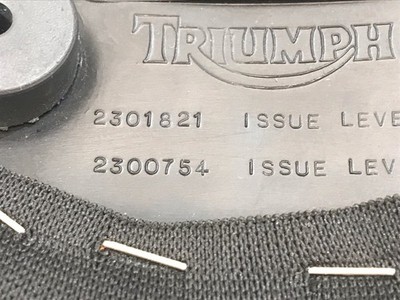 TRIUMPH
2301821 ISSUE LEVE
2300754 ISSUE LEV